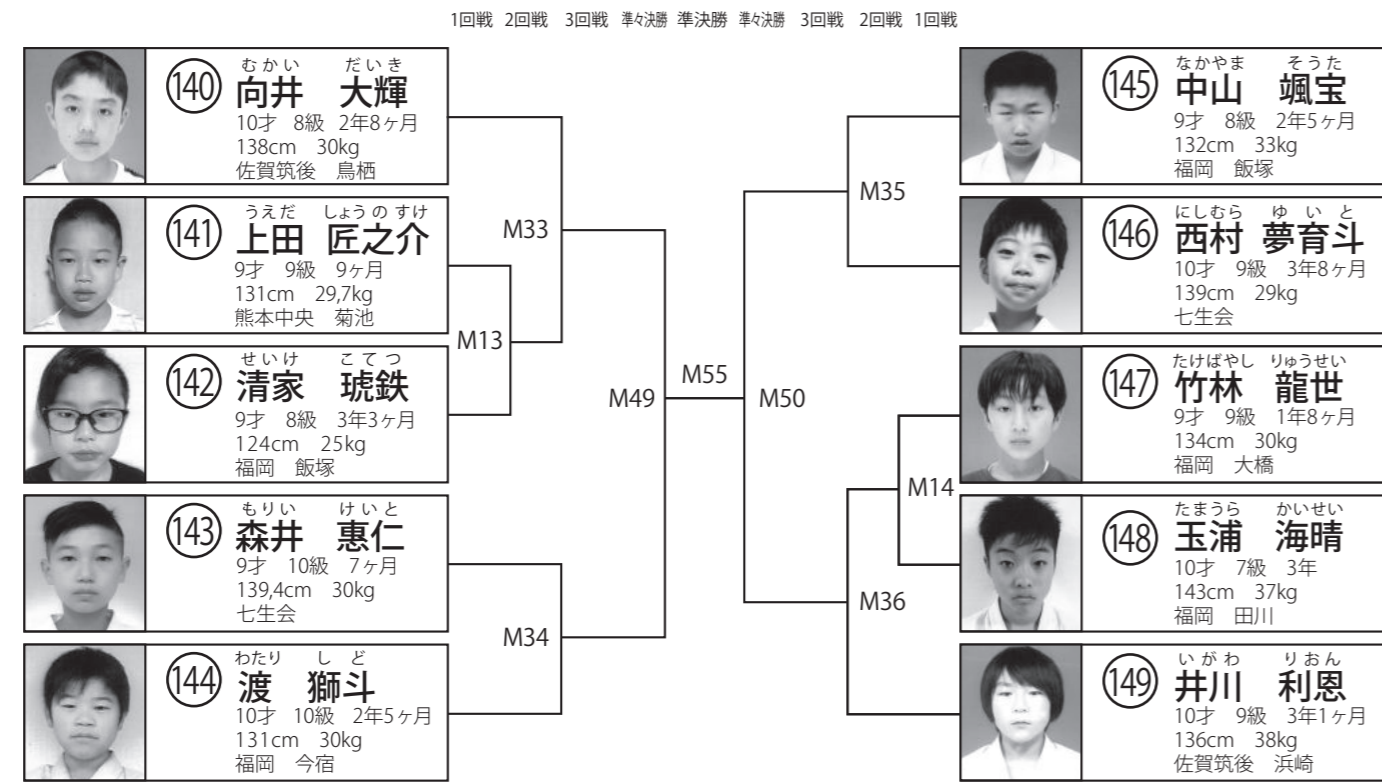 1回戦 2回戦 3回戦 準々決勝 準決勝 準々決勝 3回戦 2回戦 1回戦
140
むかい だいき
向井 大輝
10才 8級 2年8ヶ月
138cm 30kg
佐賀筑後 鳥栖
141
うえだ しょうのすけ
上田 匠之介
9才 9級 9ヶ月
131cm 29,7kg
熊本中央 菊池
142
せいけ こてつ
清家 琥鉄
9才 8級 3年3ヶ月
124cm 25kg
福岡 飯塚
143
もりい けいと
森井 惠仁
9才 10級 7ヶ月
139,4cm 30kg
七生会
144
わたり しど
渡 獅斗
10才 10級 2年5ヶ月
131cm 30kg
福岡 今宿
M33
M13
M34
M49
M55
M50
M35
M14
M36
145
なかやま そうた
中山 颯宝
9才 8級 2年5ヶ月
132cm 33kg
福岡 飯塚
146
にしむら ゆいと
西村 夢育斗
10才 9級 3年8ヶ月
139cm 29kg
七生会
147
たけばやし りゅうせい
竹林 龍世
9才 9級 1年8ヶ月
134cm 30kg
福岡 大橋
148
たまうら かいせい
玉浦 海晴
10才 7級 3年
143cm 37kg
福岡 田川
149
いがわ りおん
井川 利恩
10才 9級 3年1ヶ月
136cm 38kg
佐賀筑後 浜崎